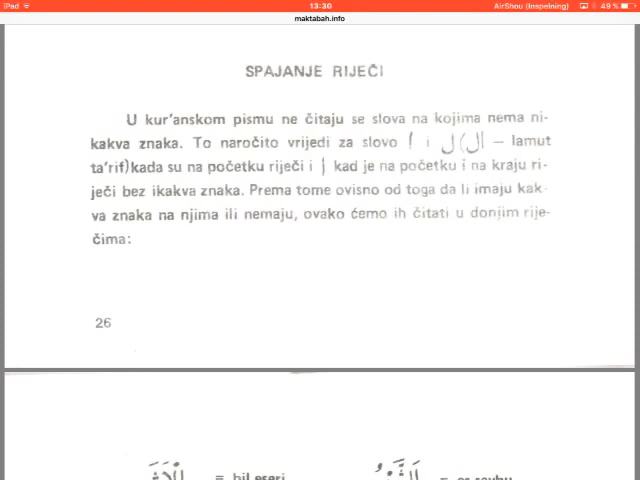 iPad 13:30 AirShou (Inspelning) 49 %
maktabah.info
SPAJANJE RIJEČI
U kur'anskom pismu ne čitaju se slova na kojima nema ni-
kakva znaka. To naročito vrijedi za slovo ا i ل (ال — lamut
ta'rif)kada su na početku riječi i ا kad je na početku i na kraju ri-
ječi bez ikakva znaka. Prema tome ovisno od toga da li imaju kak-
va znaka na njima ili nemaju, ovako ćemo ih čitati u donjim rije-
čima:
26
= bil eseri